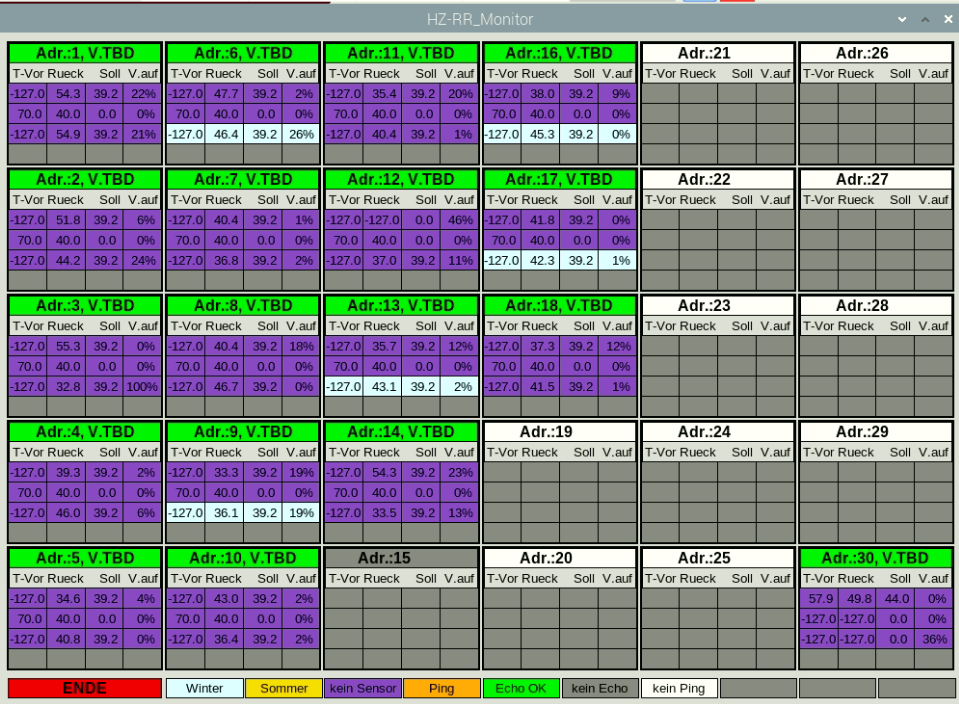 HZ-RR_Monitor
Adr.:1, V.TBD Adr.:6, V.TBD Adr.:11, V.TBD Adr.:16, V.TBD Adr.:21 Adr.:26
T-Vor Rueck Soll V.auf T-Vor Rueck Soll V.auf T-Vor Rueck Soll V.auf T-Vor Rueck Soll V.auf T-Vor Rueck Soll V.auf T-Vor Rueck Soll V.auf
-127.0 54.3 39.2 22% -127.0 47.7 39.2 2% -127.0 35.4 39.2 20% -127.0 38.0 39.2 9%
70.0 40.0 0.0 0% 70.0 40.0 0.0 0% 70.0 40.0 0.0 0% 70.0 40.0 0.0 0%
-127.0 54.9 39.2 21% -127.0 46.4 39.2 26% -127.0 40.4 39.2 1% -127.0 45.3 39.2 0%
Adr.:2, V.TBD Adr.:7, V.TBD Adr.:12, V.TBD Adr.:17, V.TBD Adr.:22 Adr.:27
T-Vor Rueck Soll V.auf T-Vor Rueck Soll V.auf T-Vor Rueck Soll V.auf T-Vor Rueck Soll V.auf T-Vor Rueck Soll V.auf T-Vor Rueck Soll V.auf
-127.0 51.8 39.2 6% -127.0 40.4 39.2 1% -127.0 -127.0 0.0 46% -127.0 41.8 39.2 0%
70.0 40.0 0.0 0% 70.0 40.0 0.0 0% 70.0 40.0 0.0 0% 70.0 40.0 0.0 0%
-127.0 44.2 39.2 24% -127.0 36.8 39.2 2% -127.0 37.0 39.2 11% -127.0 42.3 39.2 1%
Adr.:3, V.TBD Adr.:8, V.TBD Adr.:13, V.TBD Adr.:18, V.TBD Adr.:23 Adr.:28
T-Vor Rueck Soll V.auf T-Vor Rueck Soll V.auf T-Vor Rueck Soll V.auf T-Vor Rueck Soll V.auf T-Vor Rueck Soll V.auf T-Vor Rueck Soll V.auf
-127.0 55.3 39.2 0% -127.0 40.4 39.2 18% -127.0 35.7 39.2 12% -127.0 37.3 39.2 12%
70.0 40.0 0.0 0% 70.0 40.0 0.0 0% 70.0 40.0 0.0 0% 70.0 40.0 0.0 0%
-127.0 32.8 39.2 100% -127.0 46.7 39.2 0% -127.0 43.1 39.2 2% -127.0 41.5 39.2 1%
Adr.:4, V.TBD Adr.:9, V.TBD Adr.:14, V.TBD Adr.:19 Adr.:24 Adr.:29
T-Vor Rueck Soll V.auf T-Vor Rueck Soll V.auf T-Vor Rueck Soll V.auf T-Vor Rueck Soll V.auf T-Vor Rueck Soll V.auf T-Vor Rueck Soll V.auf
-127.0 39.3 39.2 2% -127.0 33.3 39.2 19% -127.0 54.3 39.2 23%
70.0 40.0 0.0 0% 70.0 40.0 0.0 0% 70.0 40.0 0.0 0%
-127.0 46.0 39.2 6% -127.0 36.1 39.2 19% -127.0 33.5 39.2 13%
Adr.:5, V.TBD Adr.:10, V.TBD Adr.:15 Adr.:20 Adr.:25 Adr.:30, V.TBD
T-Vor Rueck Soll V.auf T-Vor Rueck Soll V.auf T-Vor Rueck Soll V.auf T-Vor Rueck Soll V.auf T-Vor Rueck Soll V.auf T-Vor Rueck Soll V.auf
-127.0 34.6 39.2 4% -127.0 43.0 39.2 2% 57.9 49.8 44.0 0%
70.0 40.0 0.0 0% 70.0 40.0 0.0 0% -127.0 -127.0 0.0 0%
-127.0 40.8 39.2 0% -127.0 36.4 39.2 2% -127.0 -127.0 0.0 36%
ENDE Winter Sommer kein Sensor Ping Echo OK kein Echo kein Ping